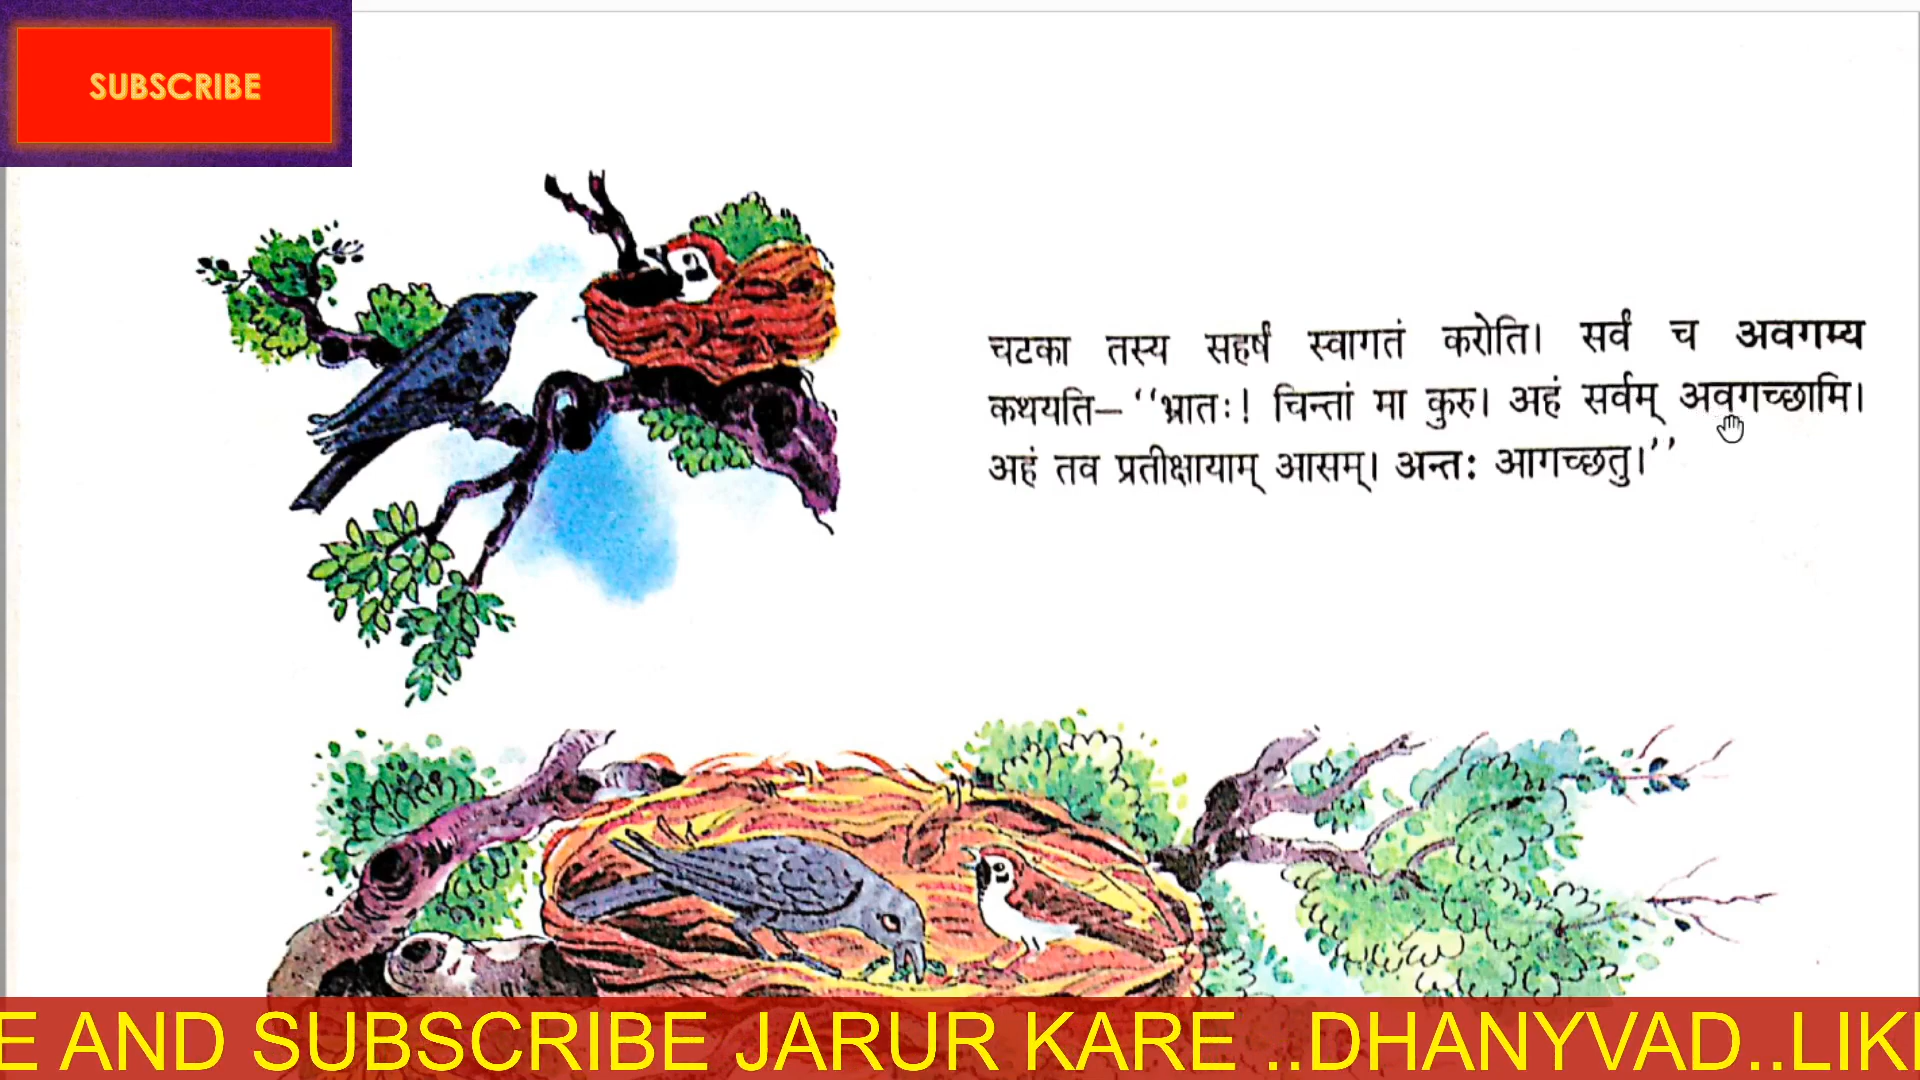 SUBSCRIBE
चटका तस्य सहर्षं स्वागतं करोति। सर्वं च अवगम्य
कथयति– ‘‘भ्रातः! चिन्तां मा कुरु। अहं सर्वम् अवगच्छामि।
अहं तव प्रतीक्षायाम् आसम्। अन्तः आगच्छतु।’’
E AND SUBSCRIBE JARUR KARE ..DHANYVAD..LIK